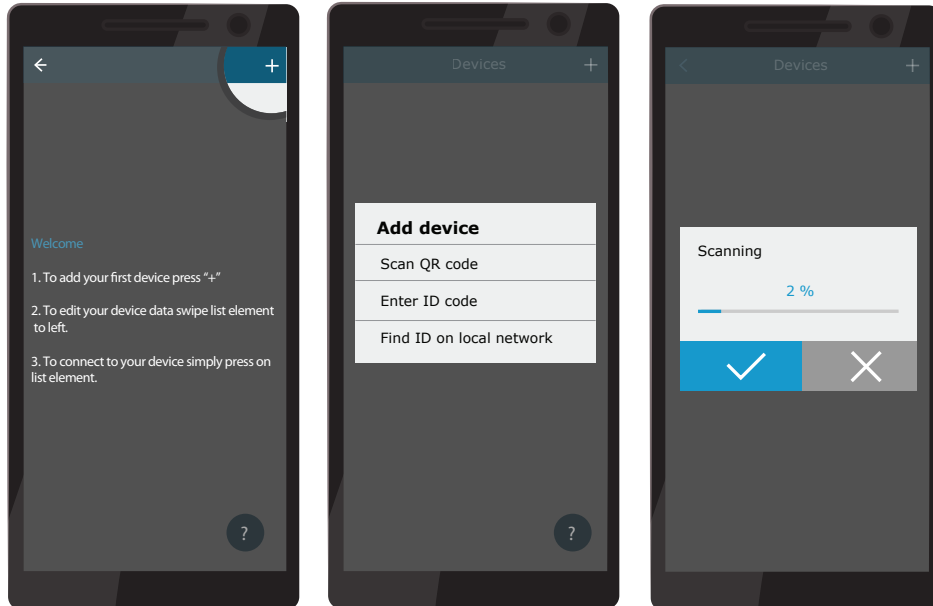 +
Welcome
1. To add your first device press "+"
2. To edit your device data swipe list element
to left.
3. To connect to your device simply press on
list element.
?
Devices +
Add device
Scan QR code
Enter ID code
Find ID on local network
?
Devices +
Scanning
2 %